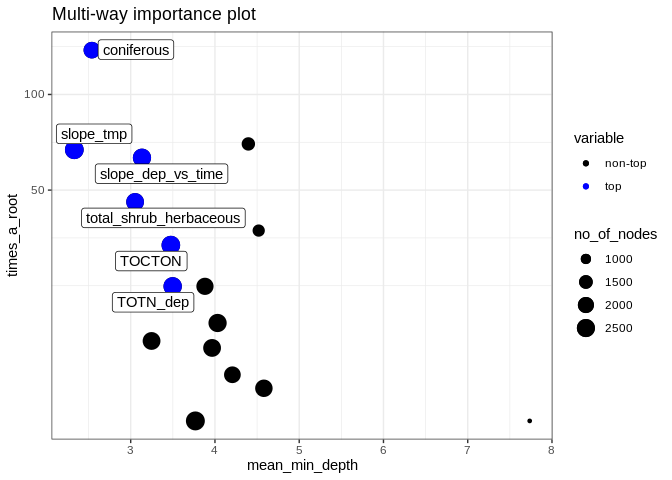 Multi-way importance plot
coniferous
100
slope_tmp
slope_dep_vs_time
50
total_shrub_herbaceous
TOCTON
TOTN_dep
times_a_root
3 4 5 6 7 8
mean_min_depth
variable
non-top
top
no_of_nodes
1000
1500
2000
2500